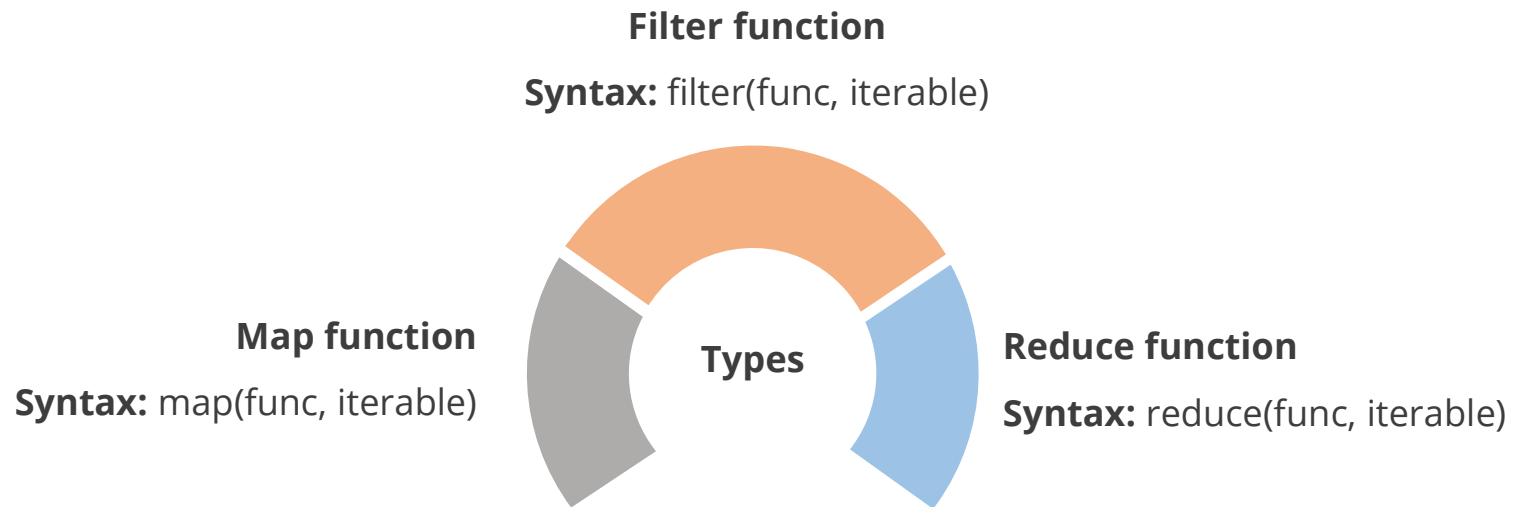 Filter function
Syntax: filter(func, iterable)
Map function
Syntax: map(func, iterable)
Types
Reduce function
Syntax: reduce(func, iterable)